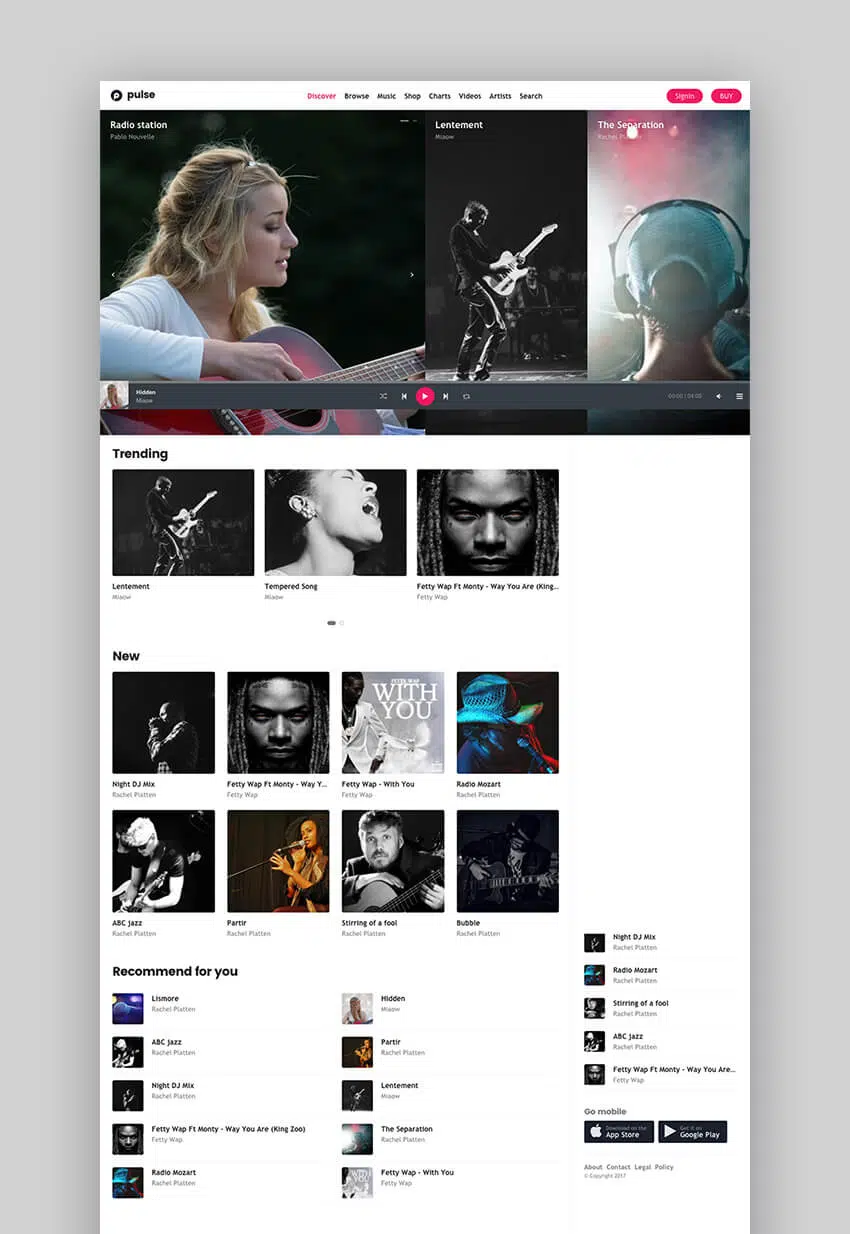 pulse
Discover Browse Music Shop Charts Videos Artists Search
Signin BUY
Radio station
Pablo Nouvelle
Lentement
Miaow
The Separation
Rachel Platten
Hidden
Miaow
00:00 / 04:00
Trending
Lentement
Miaow
Tempered Song
Miaow
Fetty Wap Ft Monty - Way You Are (King...
Fetty Wap
New
FETTY WAP
WITH
YOU
Night DJ Mix
Rachel Platten
Fetty Wap Ft Monty - Way Y...
Fetty Wap
Fetty Wap - With You
Fetty Wap
Radio Mozart
Rachel Platten
ABC jazz
Rachel Platten
Partir
Rachel Platten
Stirring of a fool
Rachel Platten
Bubble
Rachel Platten
Recommend for you
Lismore
Rachel Platten
Hidden
Miaow
ABC jazz
Rachel Platten
Partir
Rachel Platten
Night DJ Mix
Rachel Platten
Lentement
Miaow
Fetty Wap Ft Monty - Way You Are (King Zoo)
Fetty Wap
The Separation
Rachel Platten
Radio Mozart
Rachel Platten
WITH
YOU
Fetty Wap - With You
Fetty Wap
Night DJ Mix
Rachel Platten
Radio Mozart
Rachel Platten
Stirring of a fool
Rachel Platten
ABC jazz
Rachel Platten
Fetty Wap Ft Monty - Way You Are...
Fetty Wap
Go mobile
Download on the
App Store
Get it on
Google Play
About Contact Legal Policy
© Copyright 2017